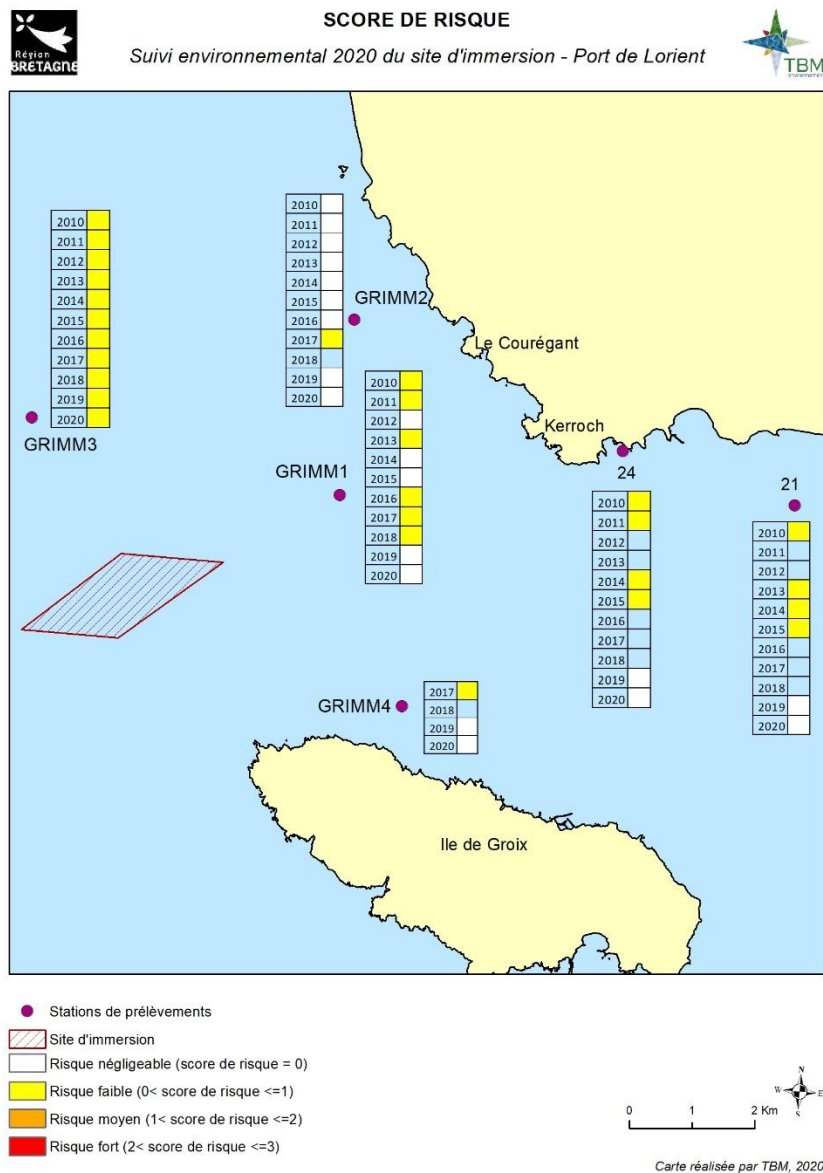 SCORE DE RISQUE
Suivi environnemental 2020 du site d'immersion - Port de Lorient
Région
BRETAGNE
TBM
environnement
2010
2011
2012
2013
2014
2015
2016
2017
2018
2019
2020
GRIMM3
2010
2011
2012
2013
2014
2015
2016
2017
2018
2019
2020
GRIMM2
Le Courégant
Kerroch
2010
2011
2012
2013
2014
2015
2016
2017
2018
2019
2020
GRIMM1
24
2010
2011
2012
2013
2014
2015
2016
2017
2018
2019
2020
21
2010
2011
2012
2013
2014
2015
2016
2017
2018
2019
2020
GRIMM4
2017
2018
2019
2020
Ile de Groix
Stations de prélèvements
Site d'immersion
Risque négligeable (score de risque = 0)
Risque faible (0< score de risque <=1)
Risque moyen (1< score de risque <=2)
Risque fort (2< score de risque <=3)
N
W E
S
0 1 2 Km
Carte réalisée par TBM, 2020